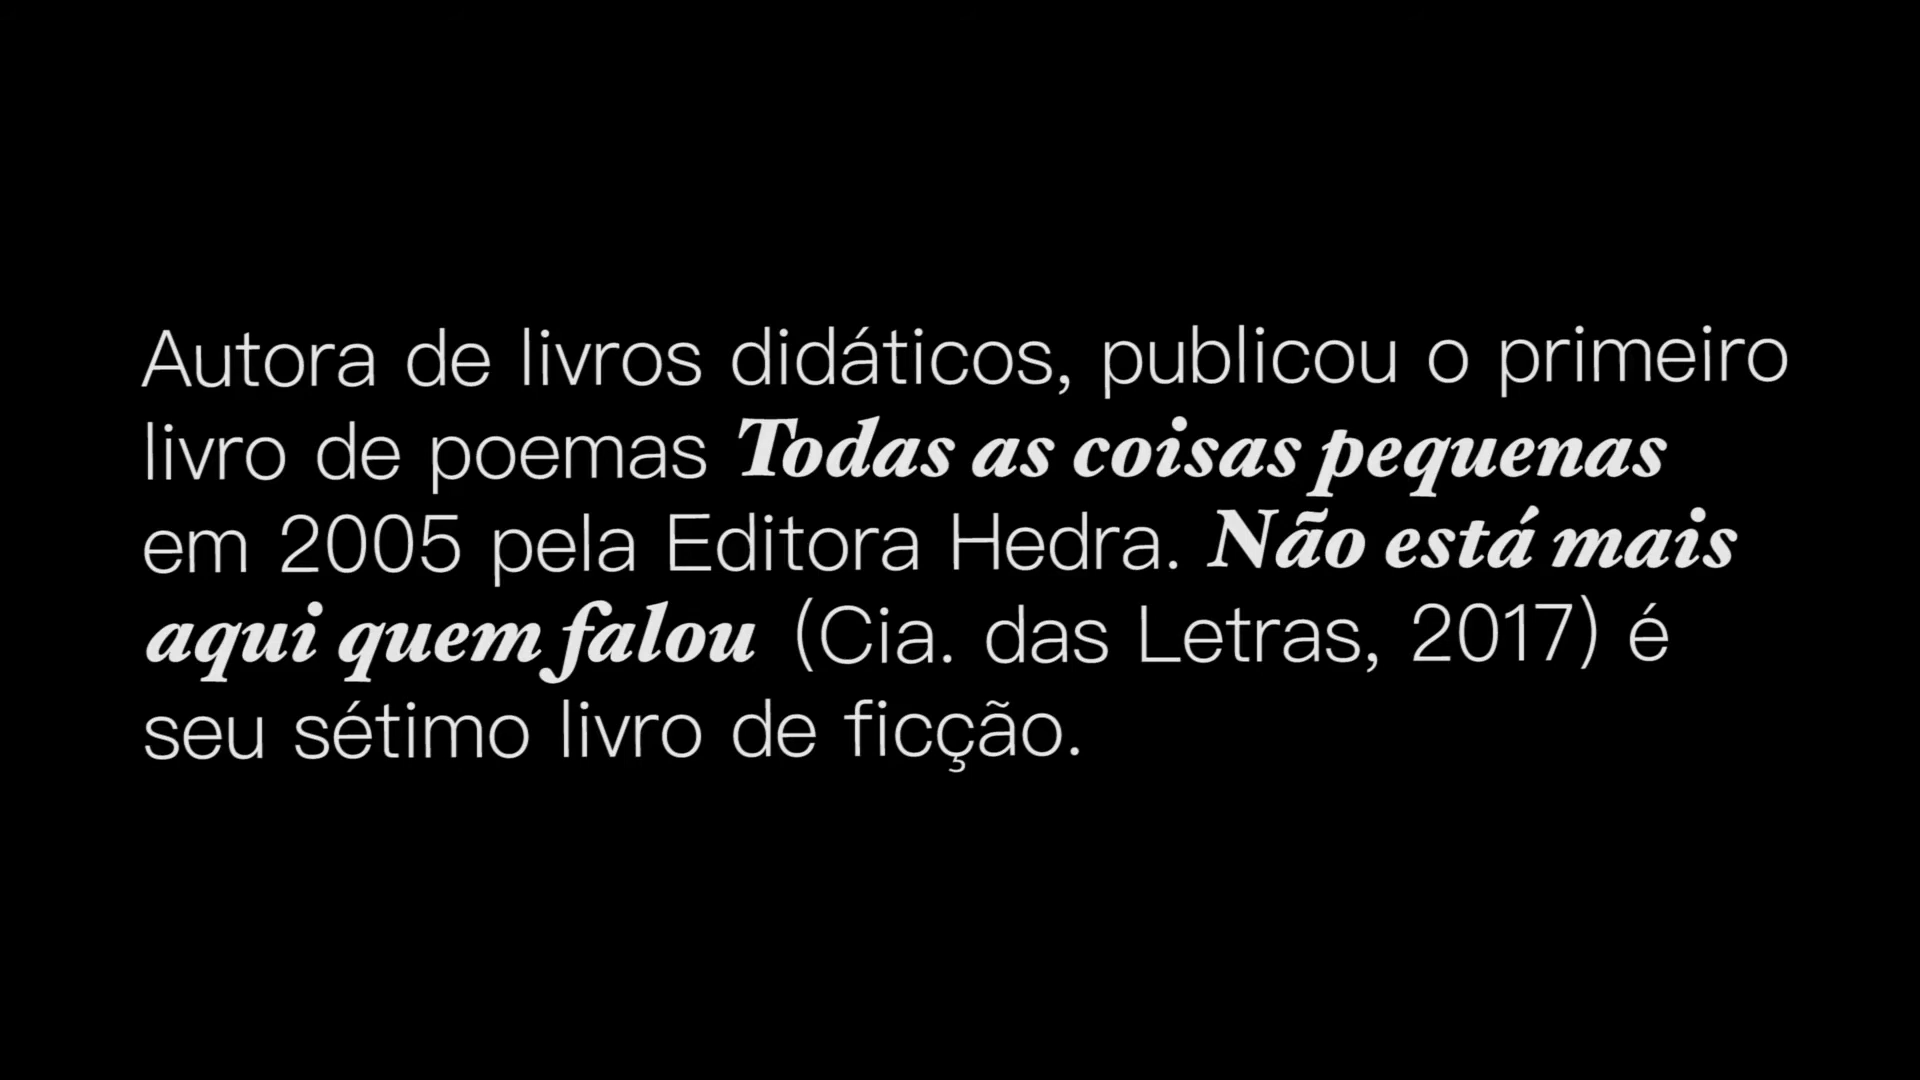 Autora de livros didáticos, publicou o primeiro
livro de poemas Todas as coisas pequenas
em 2005 pela Editora Hedra. Não está mais
aqui quem falou (Cia. das Letras, 2017) é
seu sétimo livro de ficção.